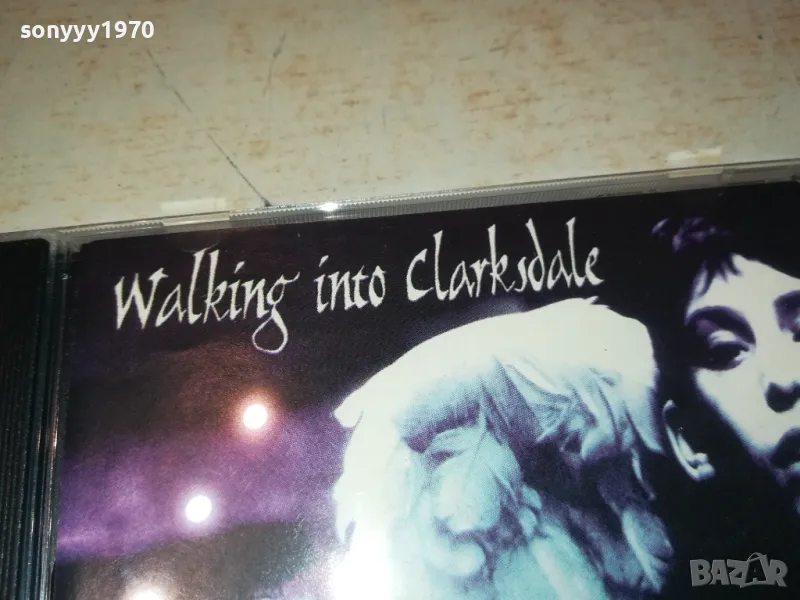 sonyyy1970
Walking into Clarksdale
BAZAR